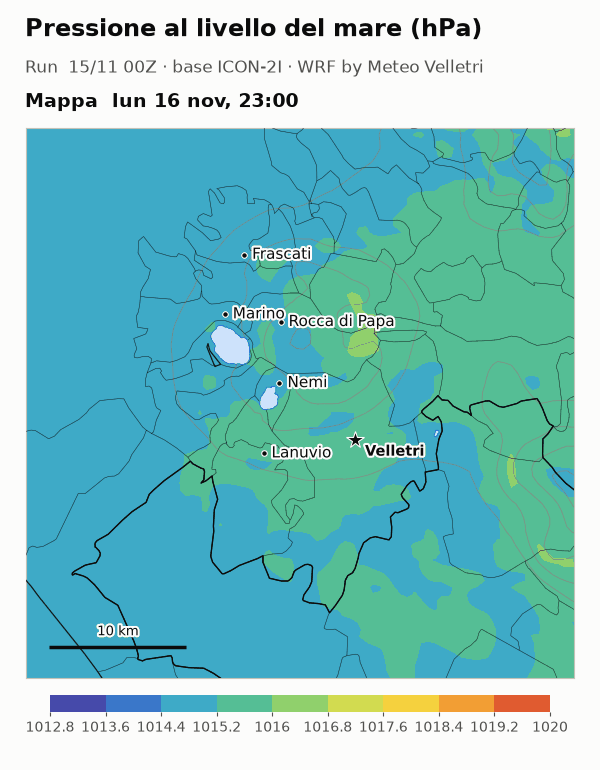 Pressione al livello del mare (hPa)
Run  15/11 00Z · base ICON-2I · WRF by Meteo Velletri
Mappa  lun 16 nov, 23:00
Frascati
Marino
Rocca di Papa
Nemi
Velletri
Lanuvio
10 km
1012.8 1013.6 1014.4 1015.2 1016 1016.8 1017.6 1018.4 1019.2 1020